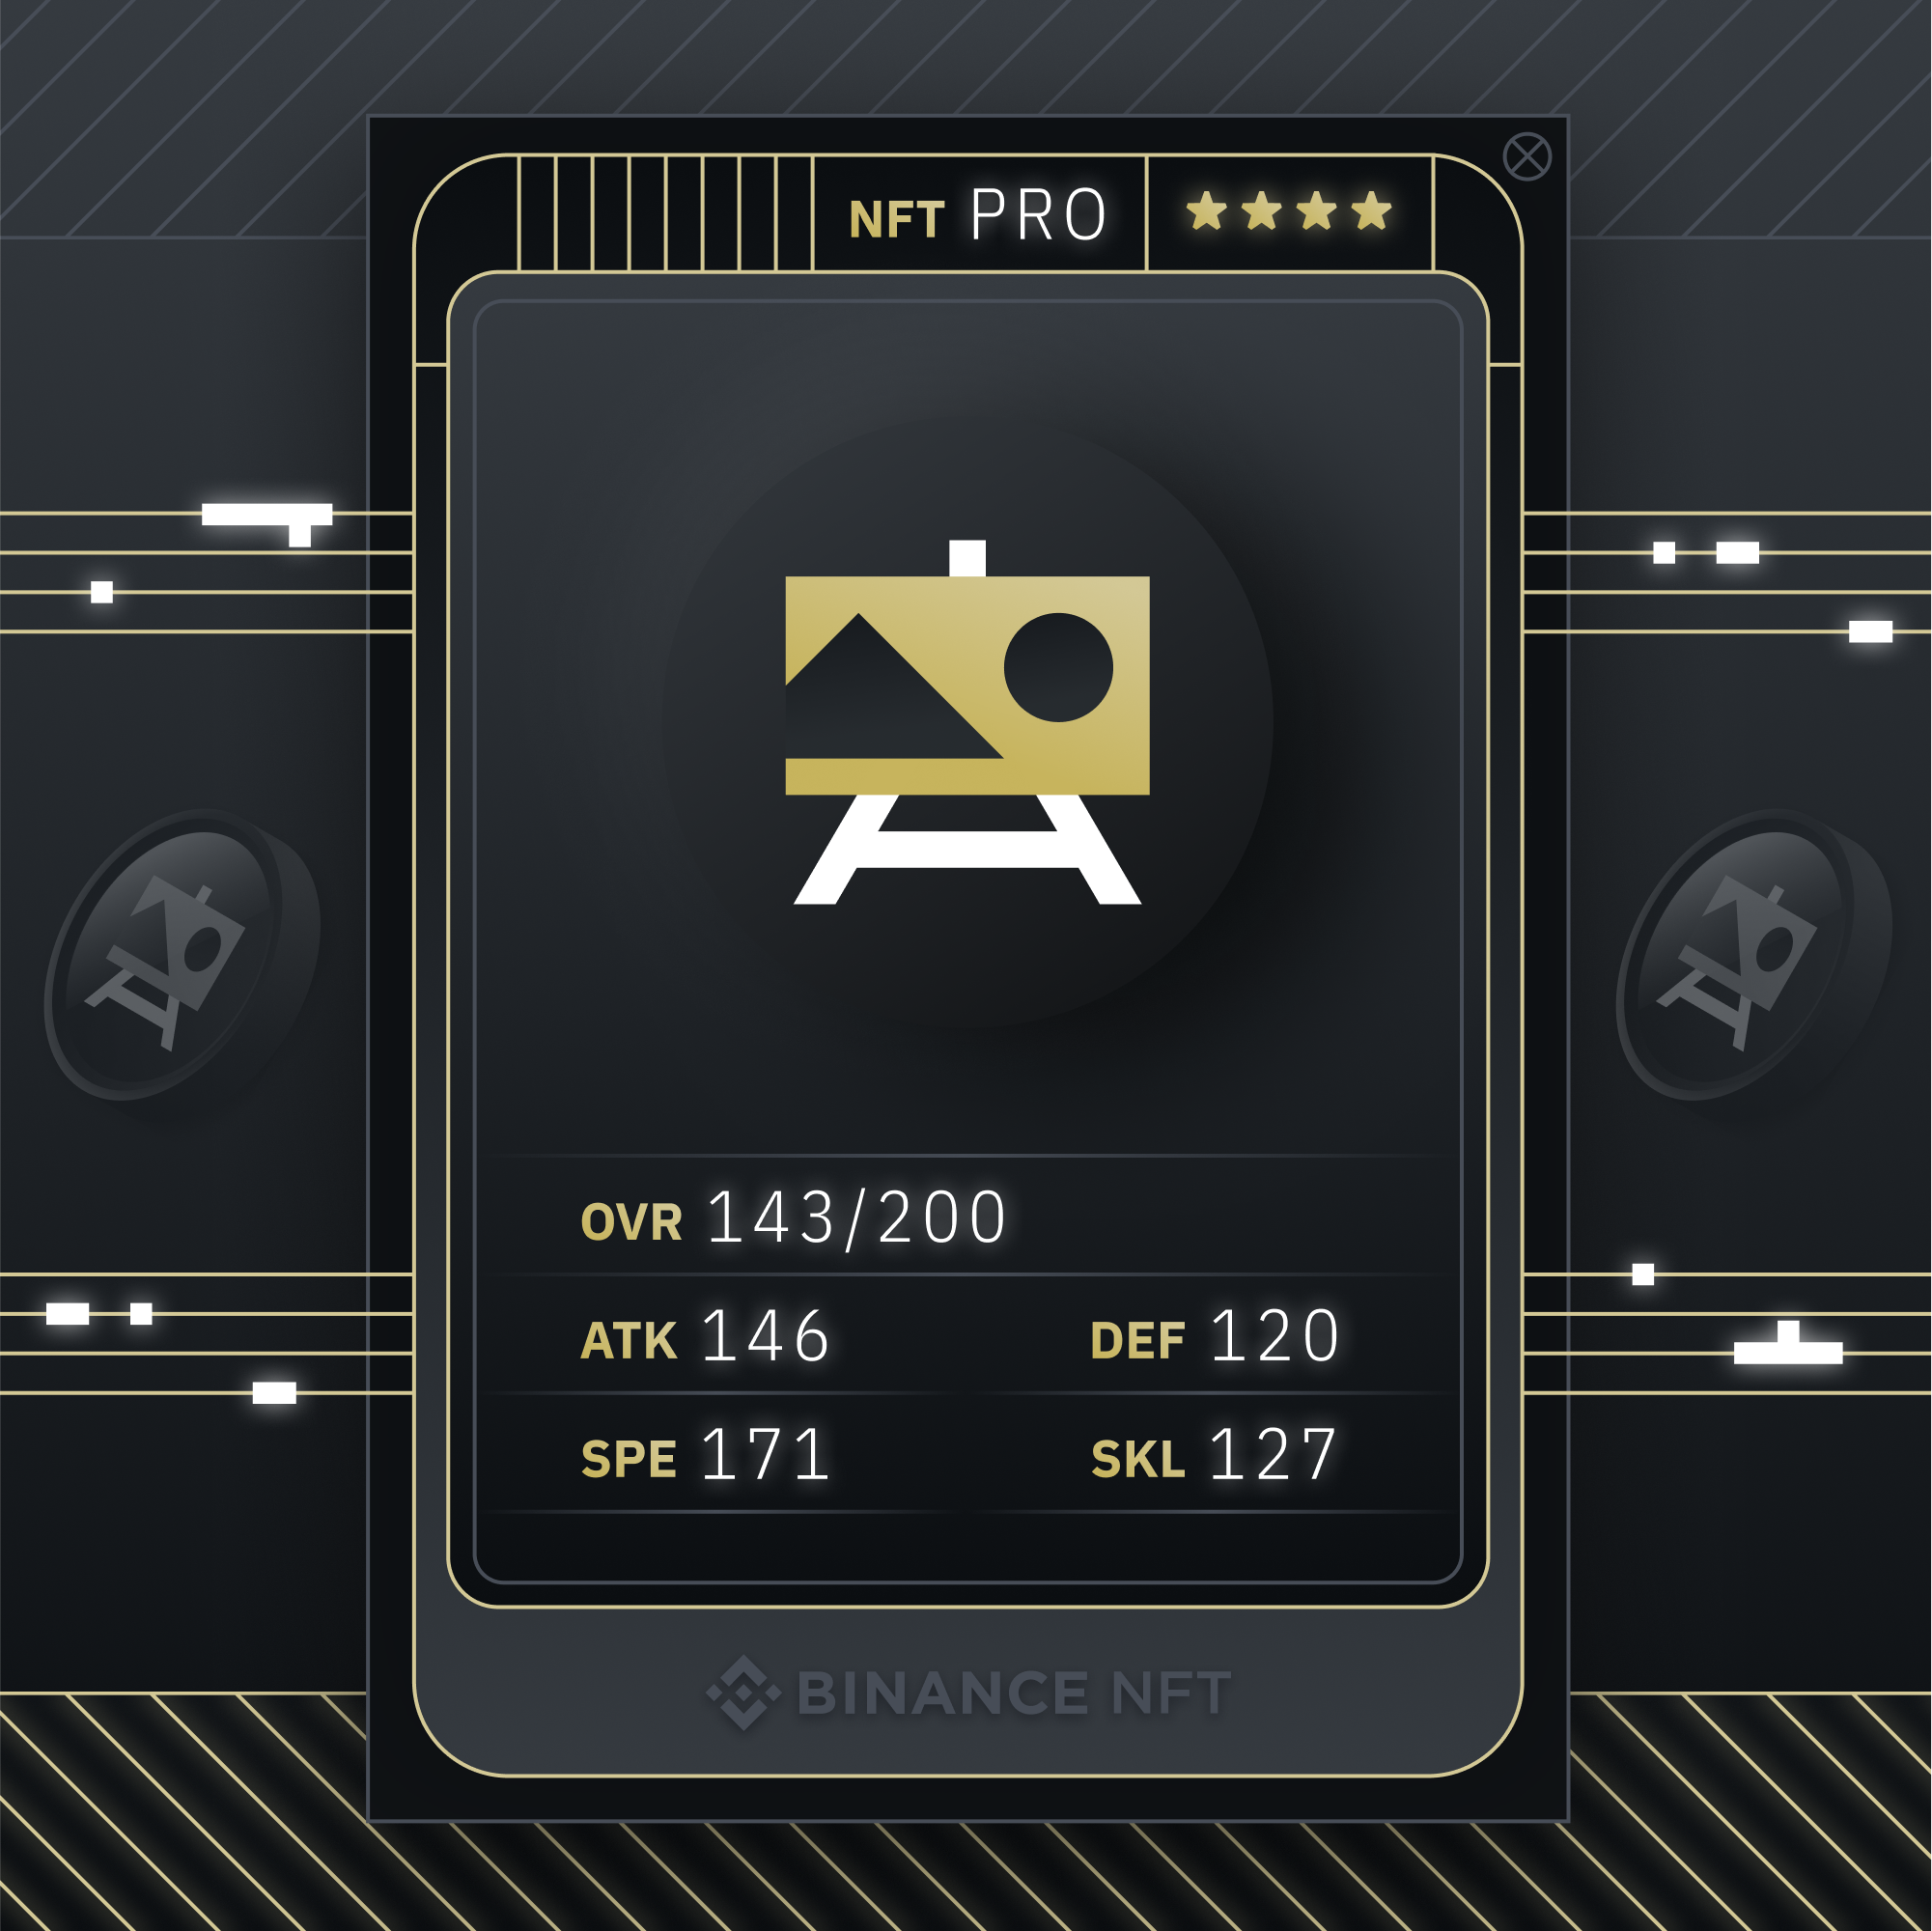 NFT PRO
OVR 143/200
ATK 146 DEF 120
SPE 171 SKL 127
BINANCE NFT